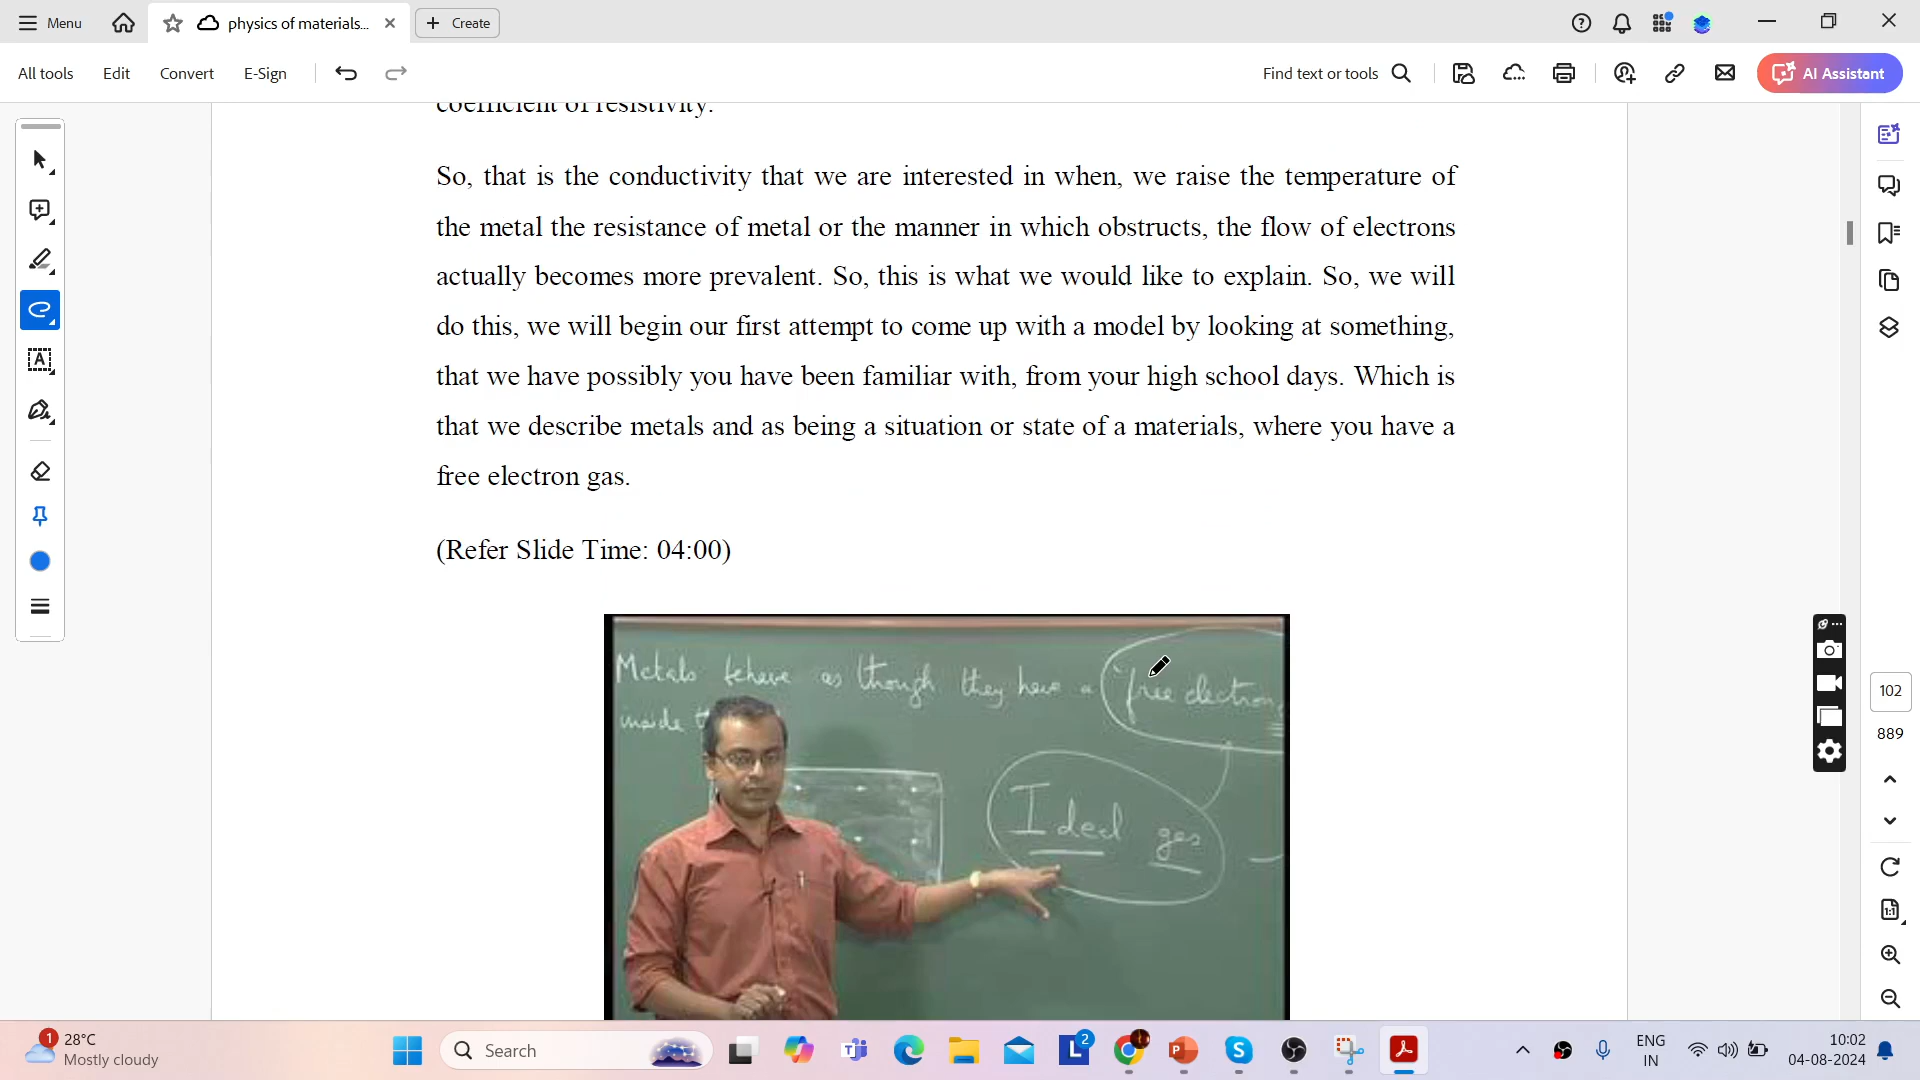 Menu
physics of materials...
Create
All tools
Edit
Convert
E-Sign
Find text or tools
AI Assistant
coefficient of resistivity.
So, that is the conductivity that we are interested in when, we raise the temperature of
the metal the resistance of metal or the manner in which obstructs, the flow of electrons
actually becomes more prevalent. So, this is what we would like to explain. So, we will
do this, we will begin our first attempt to come up with a model by looking at something,
that we have possibly you have been familiar with, from your high school days. Which is
that we describe metals and as being a situation or state of a materials, where you have a
free electron gas.
(Refer Slide Time: 04:00)
Metals behave as though they have a "free electron
inside
Ideal gas
102
889
1
28°C
Mostly cloudy
Search
2
ENG
IN
10:02
04-08-2024